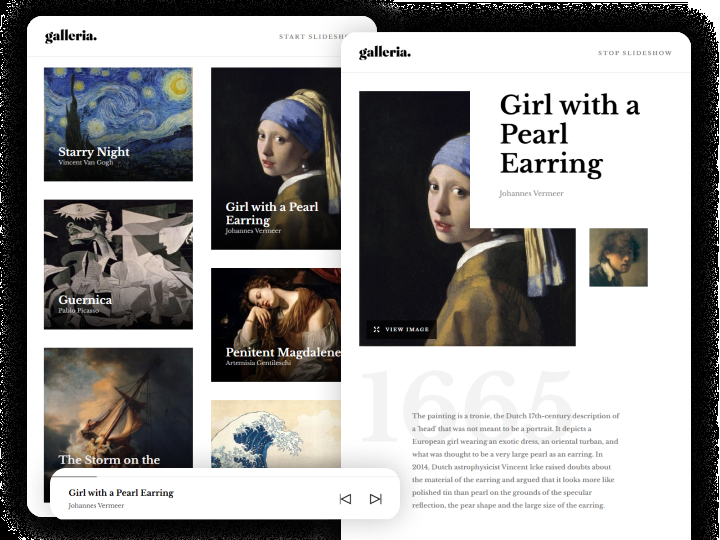 galleria.
START SLIDESH
Starry Night
Vincent Van Gogh
Girl with a Pearl
Earring
Johannes Vermeer
Guernica
Pablo Picasso
Penitent Magdalene
Artemisia Gentileschi
The Storm on the
Girl with a Pearl Earring
Johannes Vermeer
galleria.
STOP SLIDESHOW
Girl with a
Pearl
Earring
Johannes Vermeer
VIEW IMAGE
1665
The painting is a tronie, the Dutch 17th-century description of
a 'head' that was not meant to be a portrait. It depicts a
European girl wearing an exotic dress, an oriental turban, and
what was thought to be a very large pearl as an earring. In
2014, Dutch astrophysicist Vincent Icke raised doubts about
the material of the earring and argued that it looks more like
polished tin than pearl on the grounds of the specular
reflection, the pear shape and the large size of the earring.